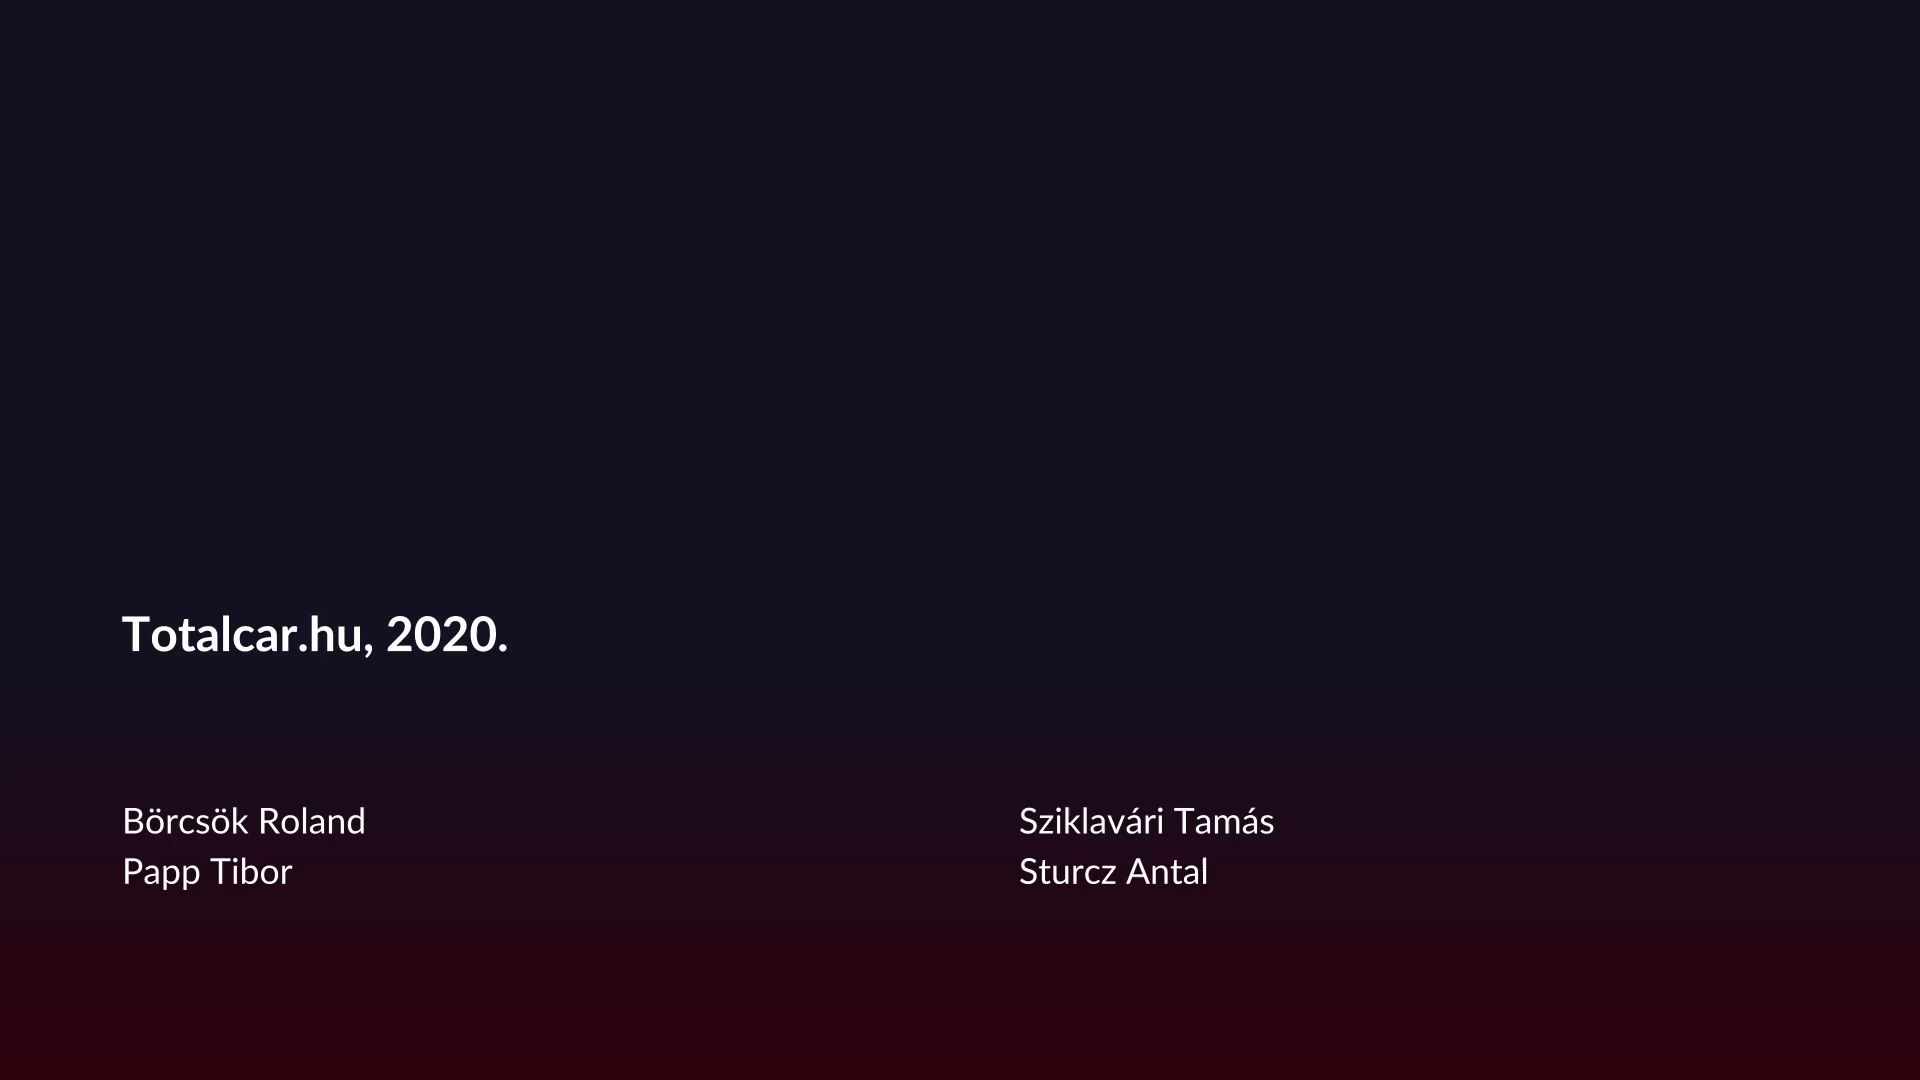 Totalcar.hu, 2020.
Börcsök Roland
Papp Tibor
Sziklavári Tamás
Sturcz Antal